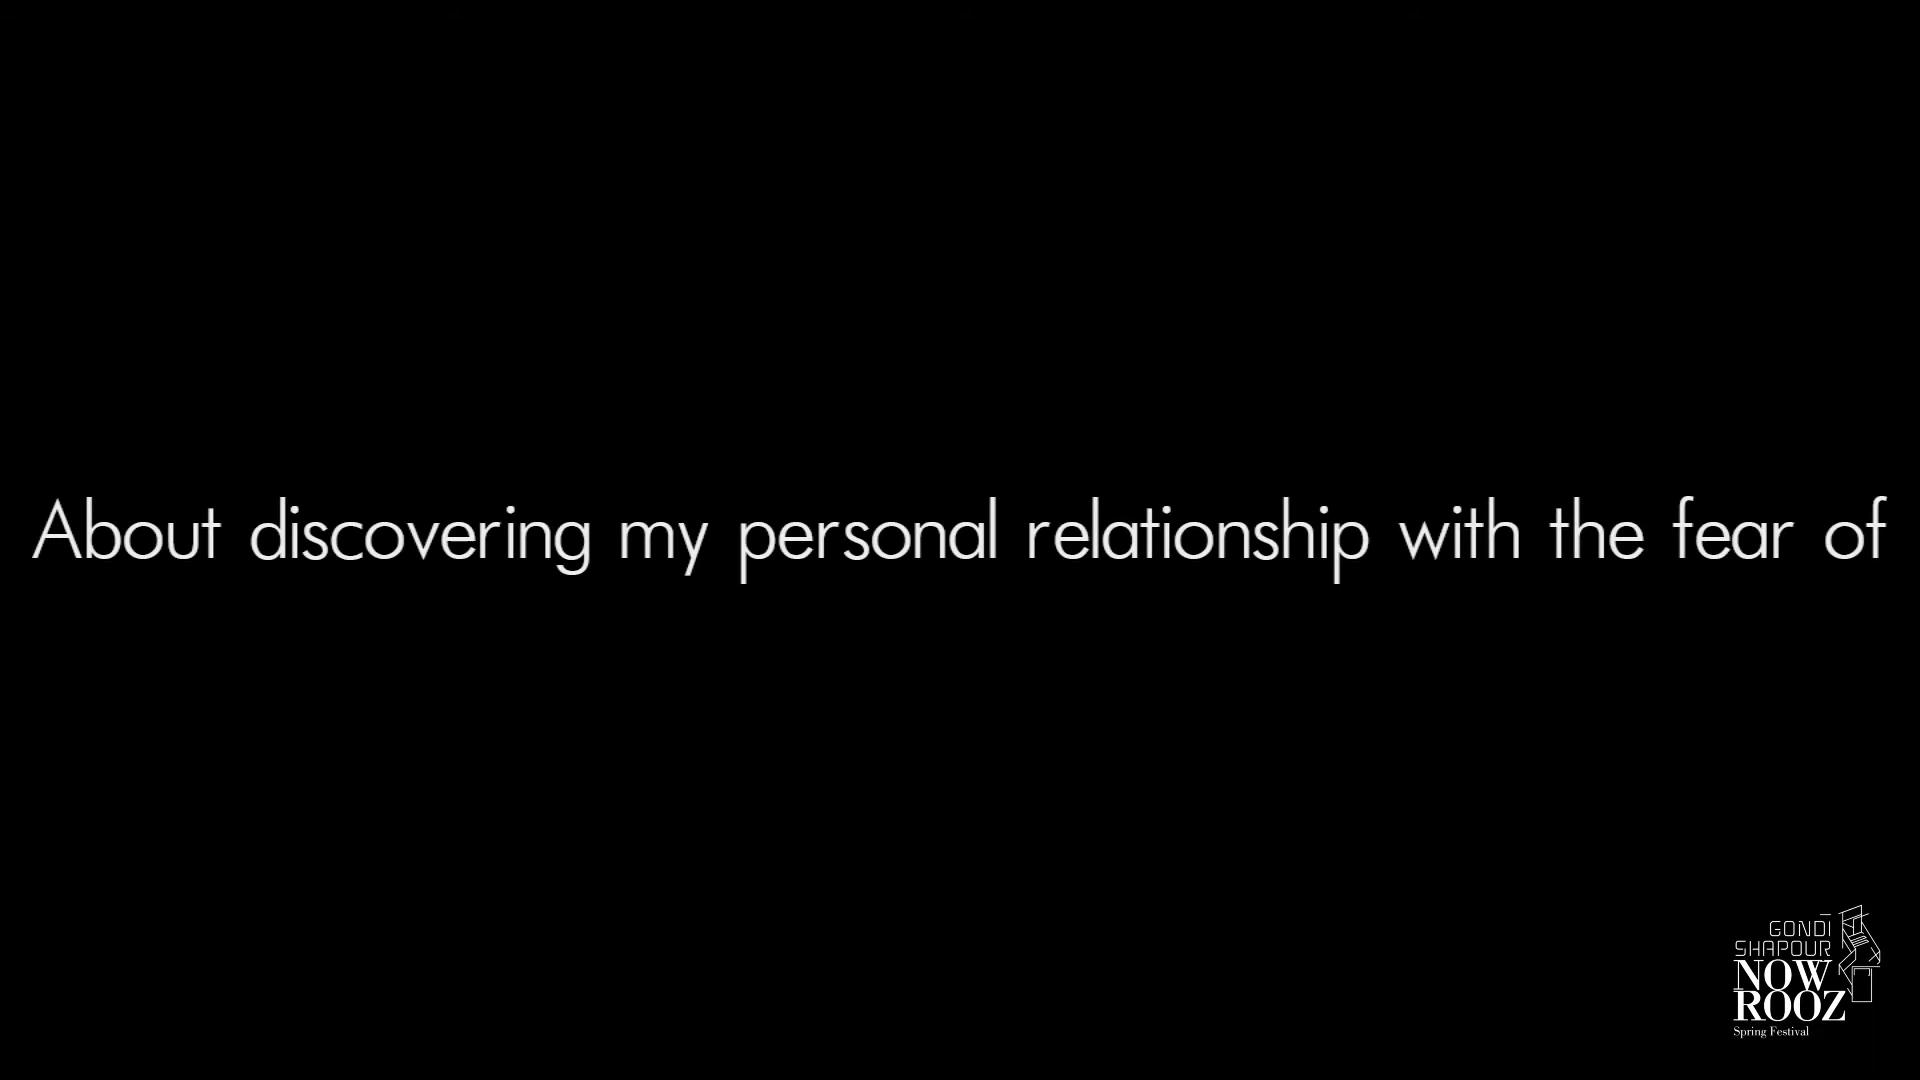 About discovering my personal relationship with the fear of
GONDI
SHAPOUR
NOW
ROOZ
Spring Festival